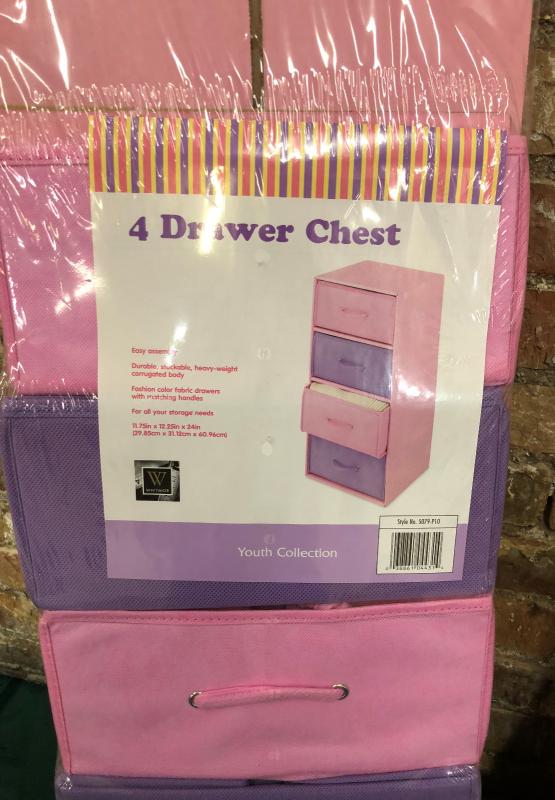 4 Drawer Chest
Easy assembly
Durable, stackable, heavy-weight
corrugated body
Fashion color fabric drawers
with matching handles
For all your storage needs
11.75in x 12.25in x 24in
(29.85cm x 31.12cm x 60.96cm)
W
WHITMOR
Youth Collection
Style No. 5079-P10